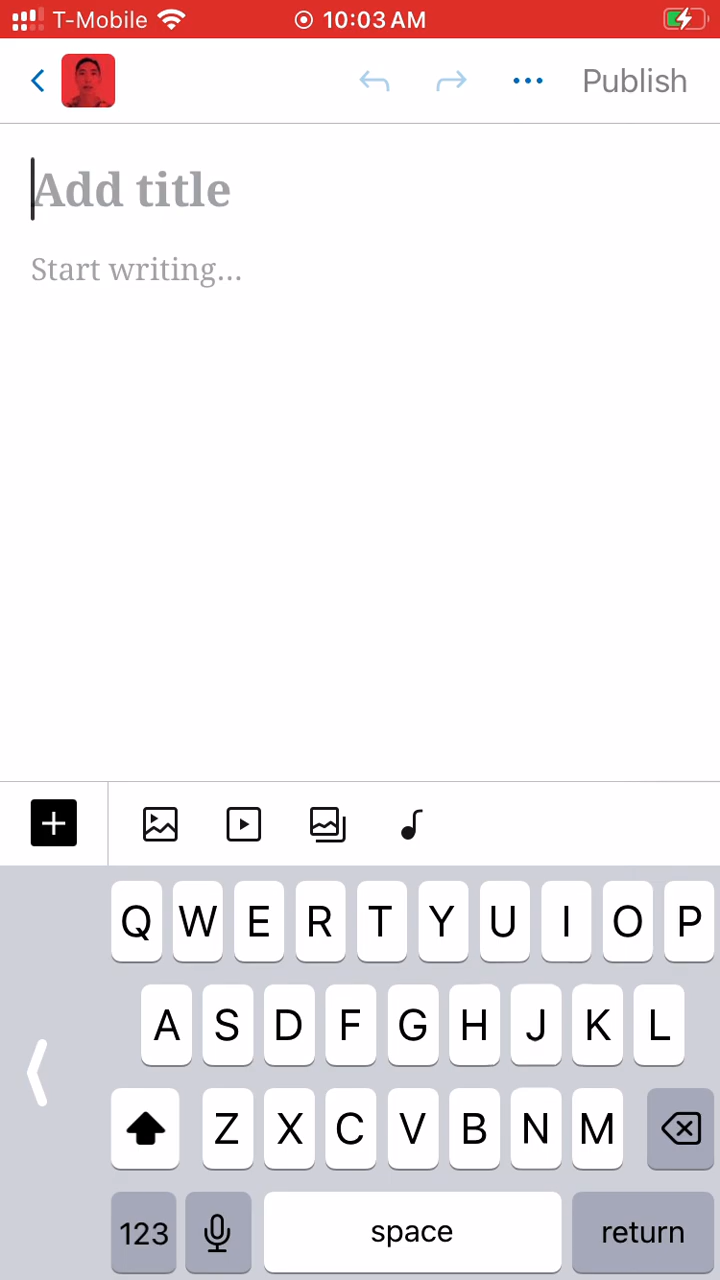 T-Mobile 10:03 AM
Publish
Add title
Start writing...
Q W E R T Y U I O P
A S D F G H J K L
Z X C V B N M
123 space return